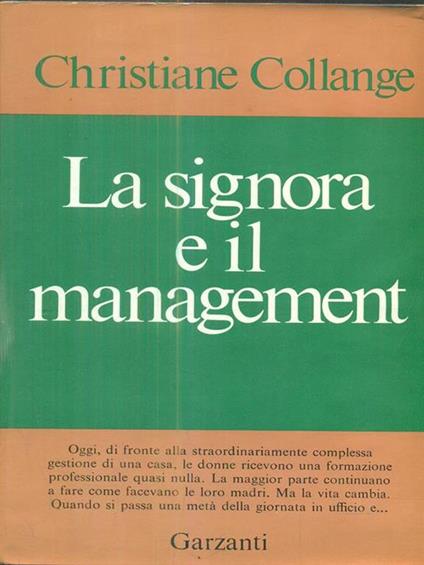 Christiane Collange
La signora
e il
management
Oggi, di fronte alla straordinariamente complessa
gestione di una casa, le donne ricevono una formazione
professionale quasi nulla. La maggior parte continuano
a fare come facevano le loro madri. Ma la vita cambia.
Quando si passa una metà della giornata in ufficio e...
Garzanti